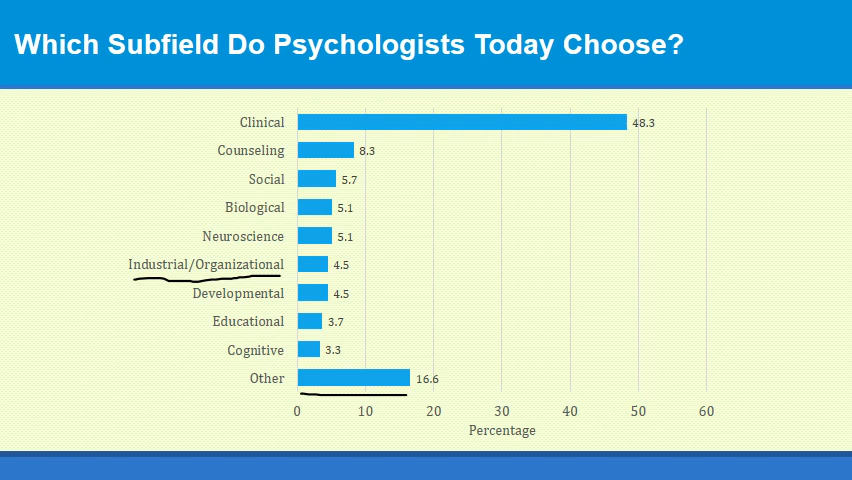 Which Subfield Do Psychologists Today Choose?
Clinical 48.3
Counseling 8.3
Social 5.7
Biological 5.1
Neuroscience 5.1
Industrial/Organizational 4.5
Developmental 4.5
Educational 3.7
Cognitive 3.3
Other 16.6
0 10 20 30 40 50 60
Percentage